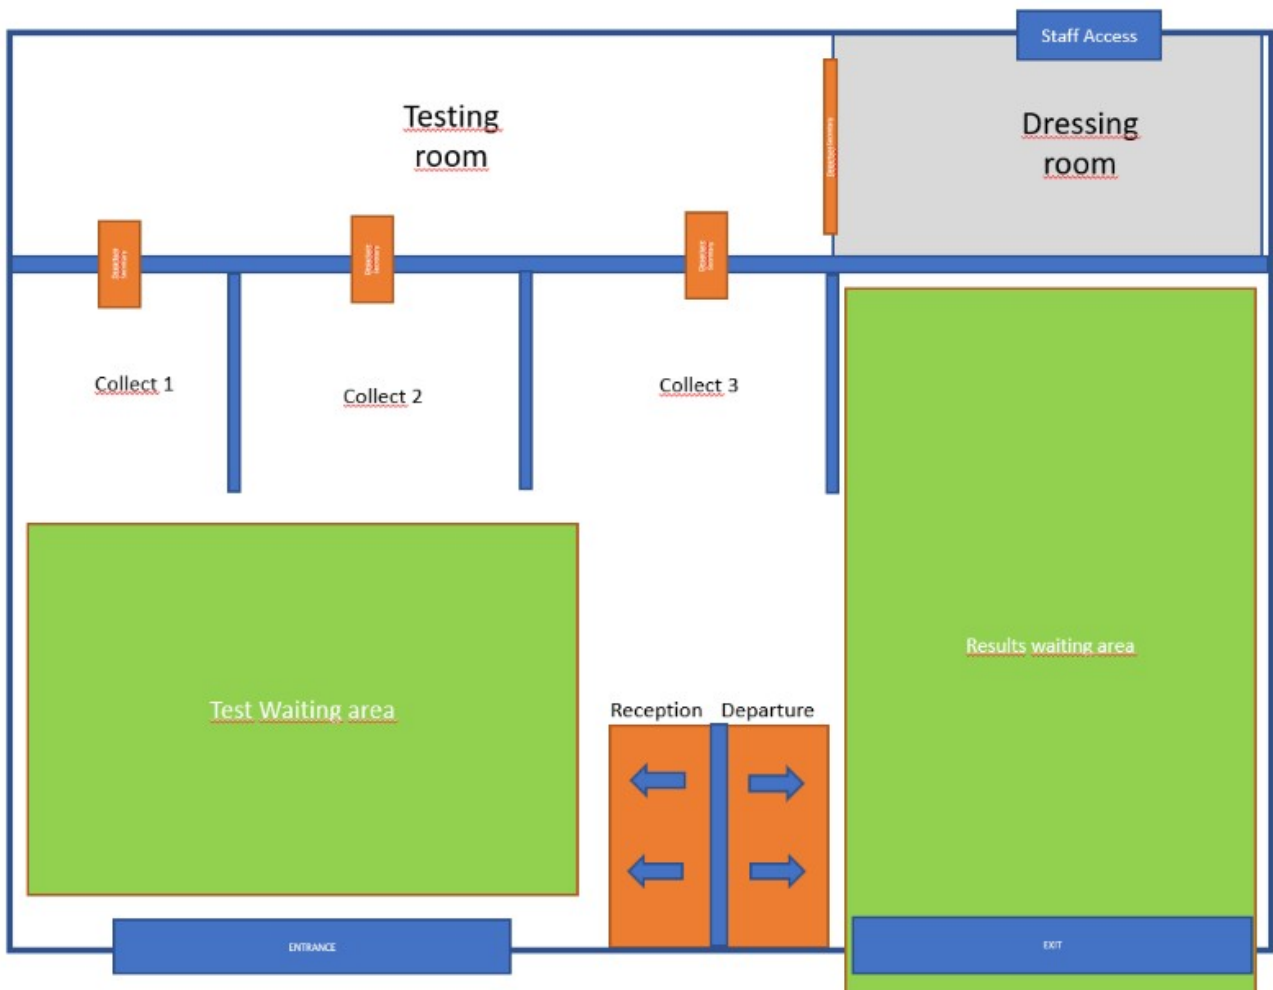 Staff Access
Testing
room
Dressing
room
Collect 1
Collect 2
Collect 3
Results waiting area
Test Waiting area
Reception
Departure
ENTRANCE
EXIT